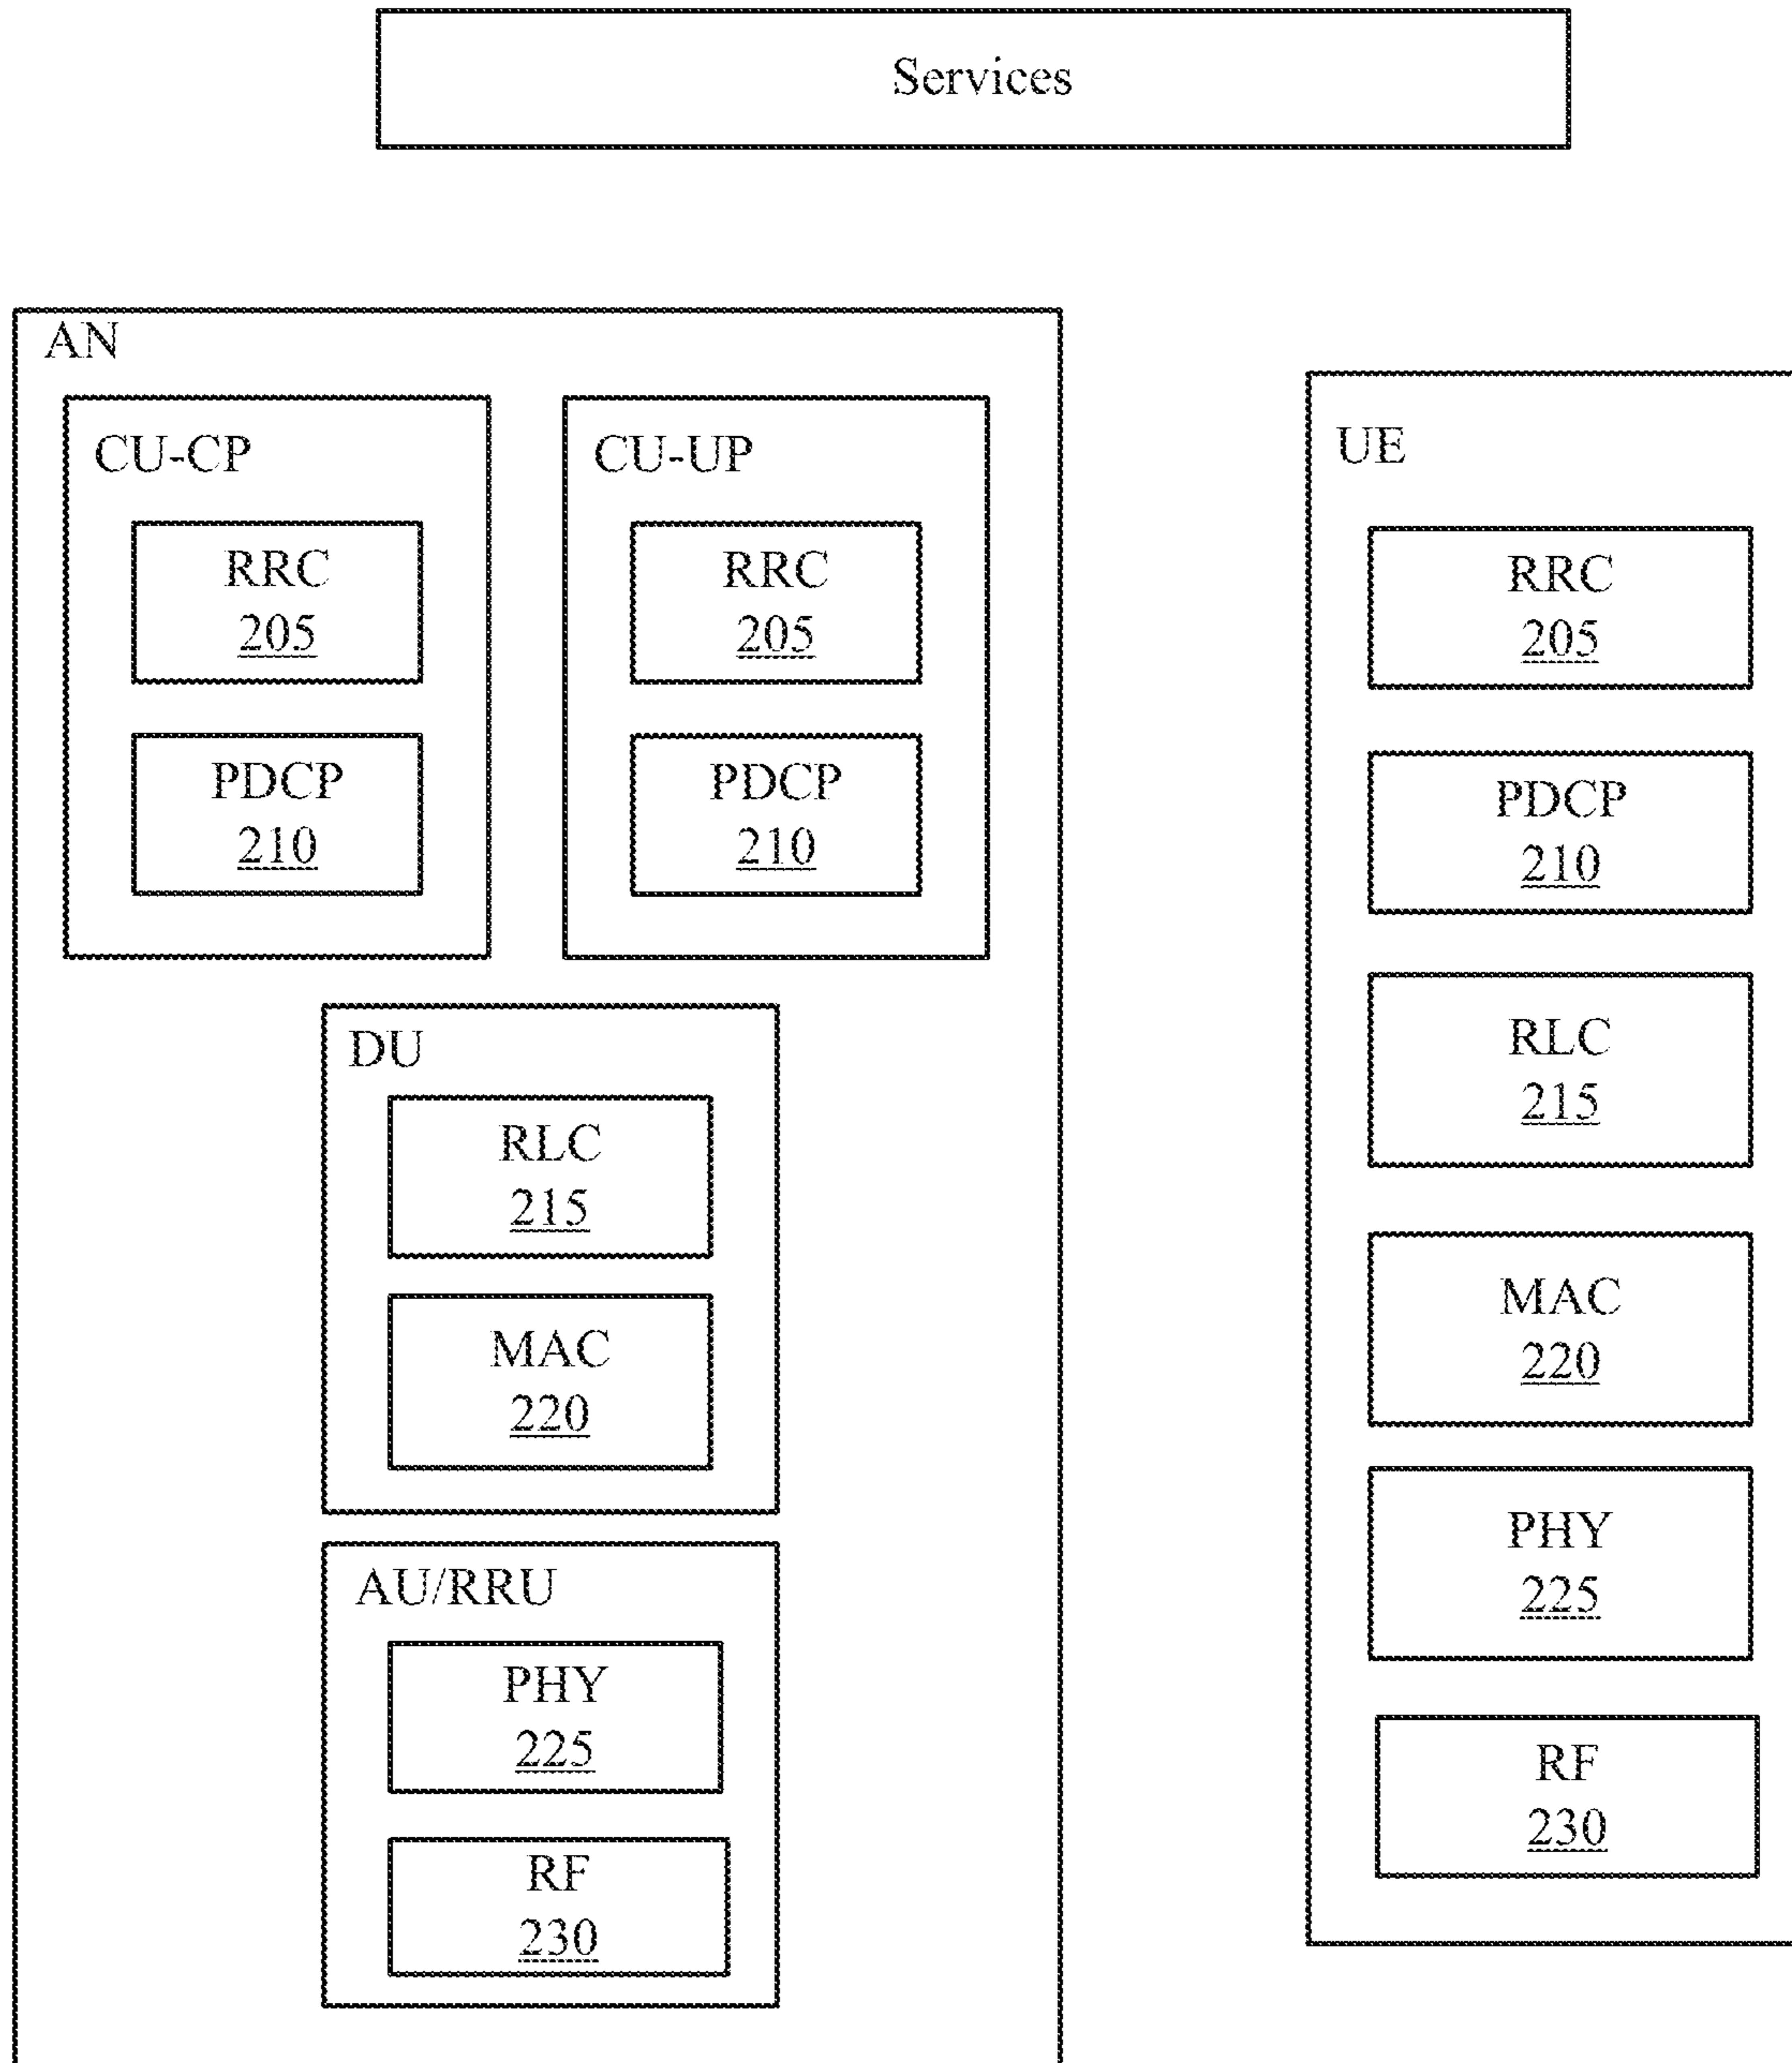 Services
AN
CU-CP
RRC
205
PDCP
210
CU-UP
RRC
205
PDCP
210
DU
RLC
215
MAC
220
AU/RRU
PHY
225
RF
230
UE
RRC
205
PDCP
210
RLC
215
MAC
220
PHY
225
RF
230